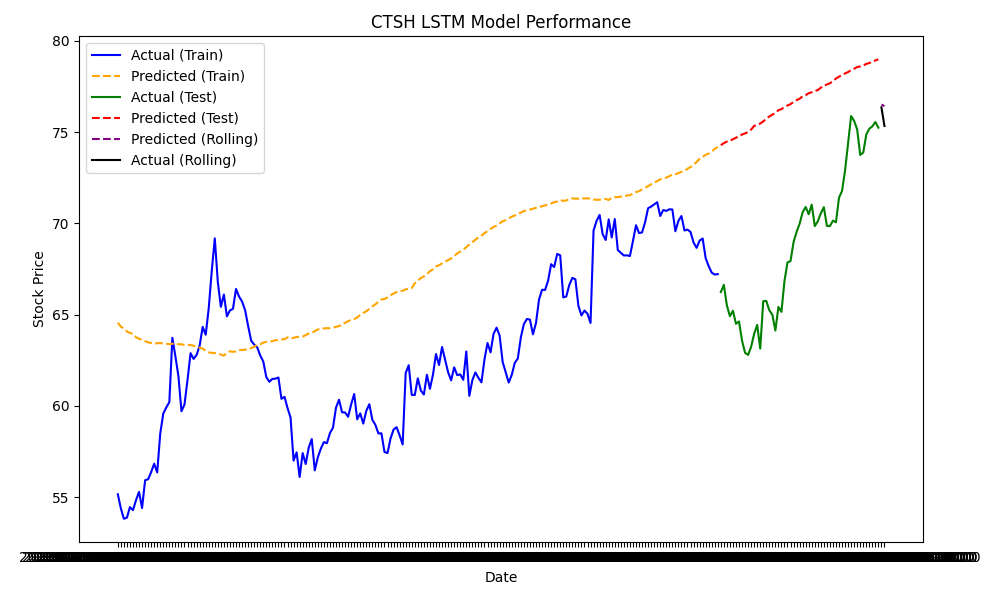 CTSH LSTM Model Performance
Actual (Train)
Predicted (Train)
Actual (Test)
Predicted (Test)
Predicted (Rolling)
Actual (Rolling)
80
75
70
65
60
55
Stock Price
Date